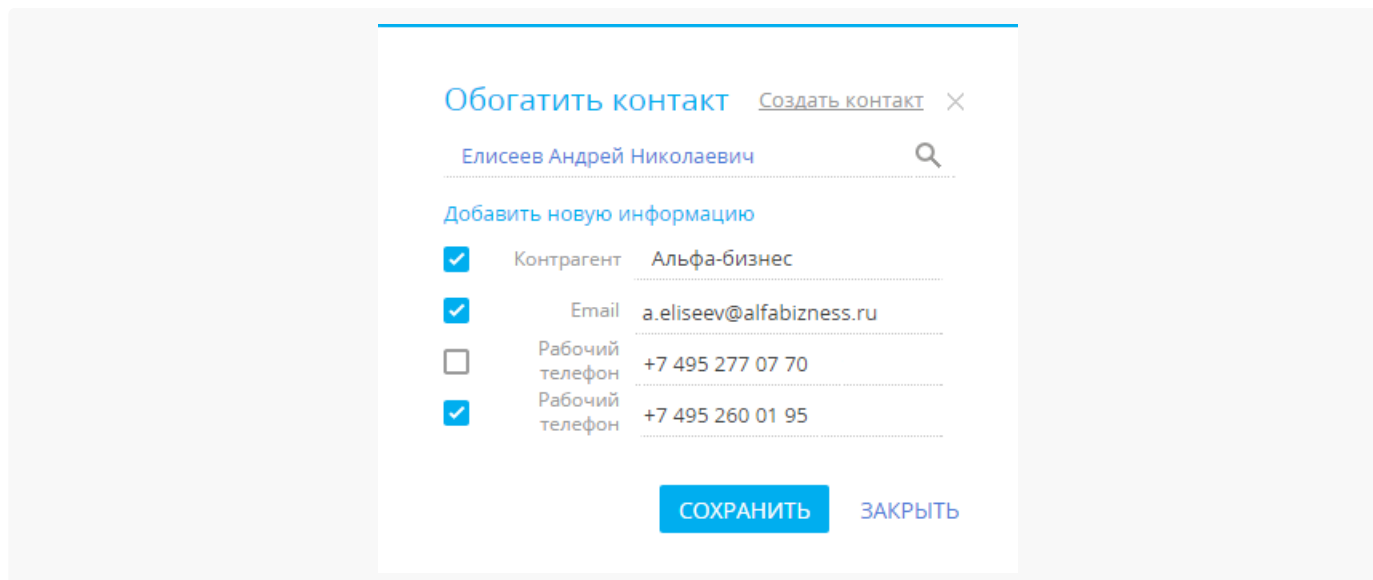 Обогатить контакт Создать контакт
Елисеев Андрей Николаевич
Добавить новую информацию
Контрагент Альфа-бизнес
Email a.eliseev@alfabizness.ru
Рабочий
телефон +7 495 277 07 70
Рабочий
телефон +7 495 260 01 95
СОХРАНИТЬ ЗАКРЫТЬ